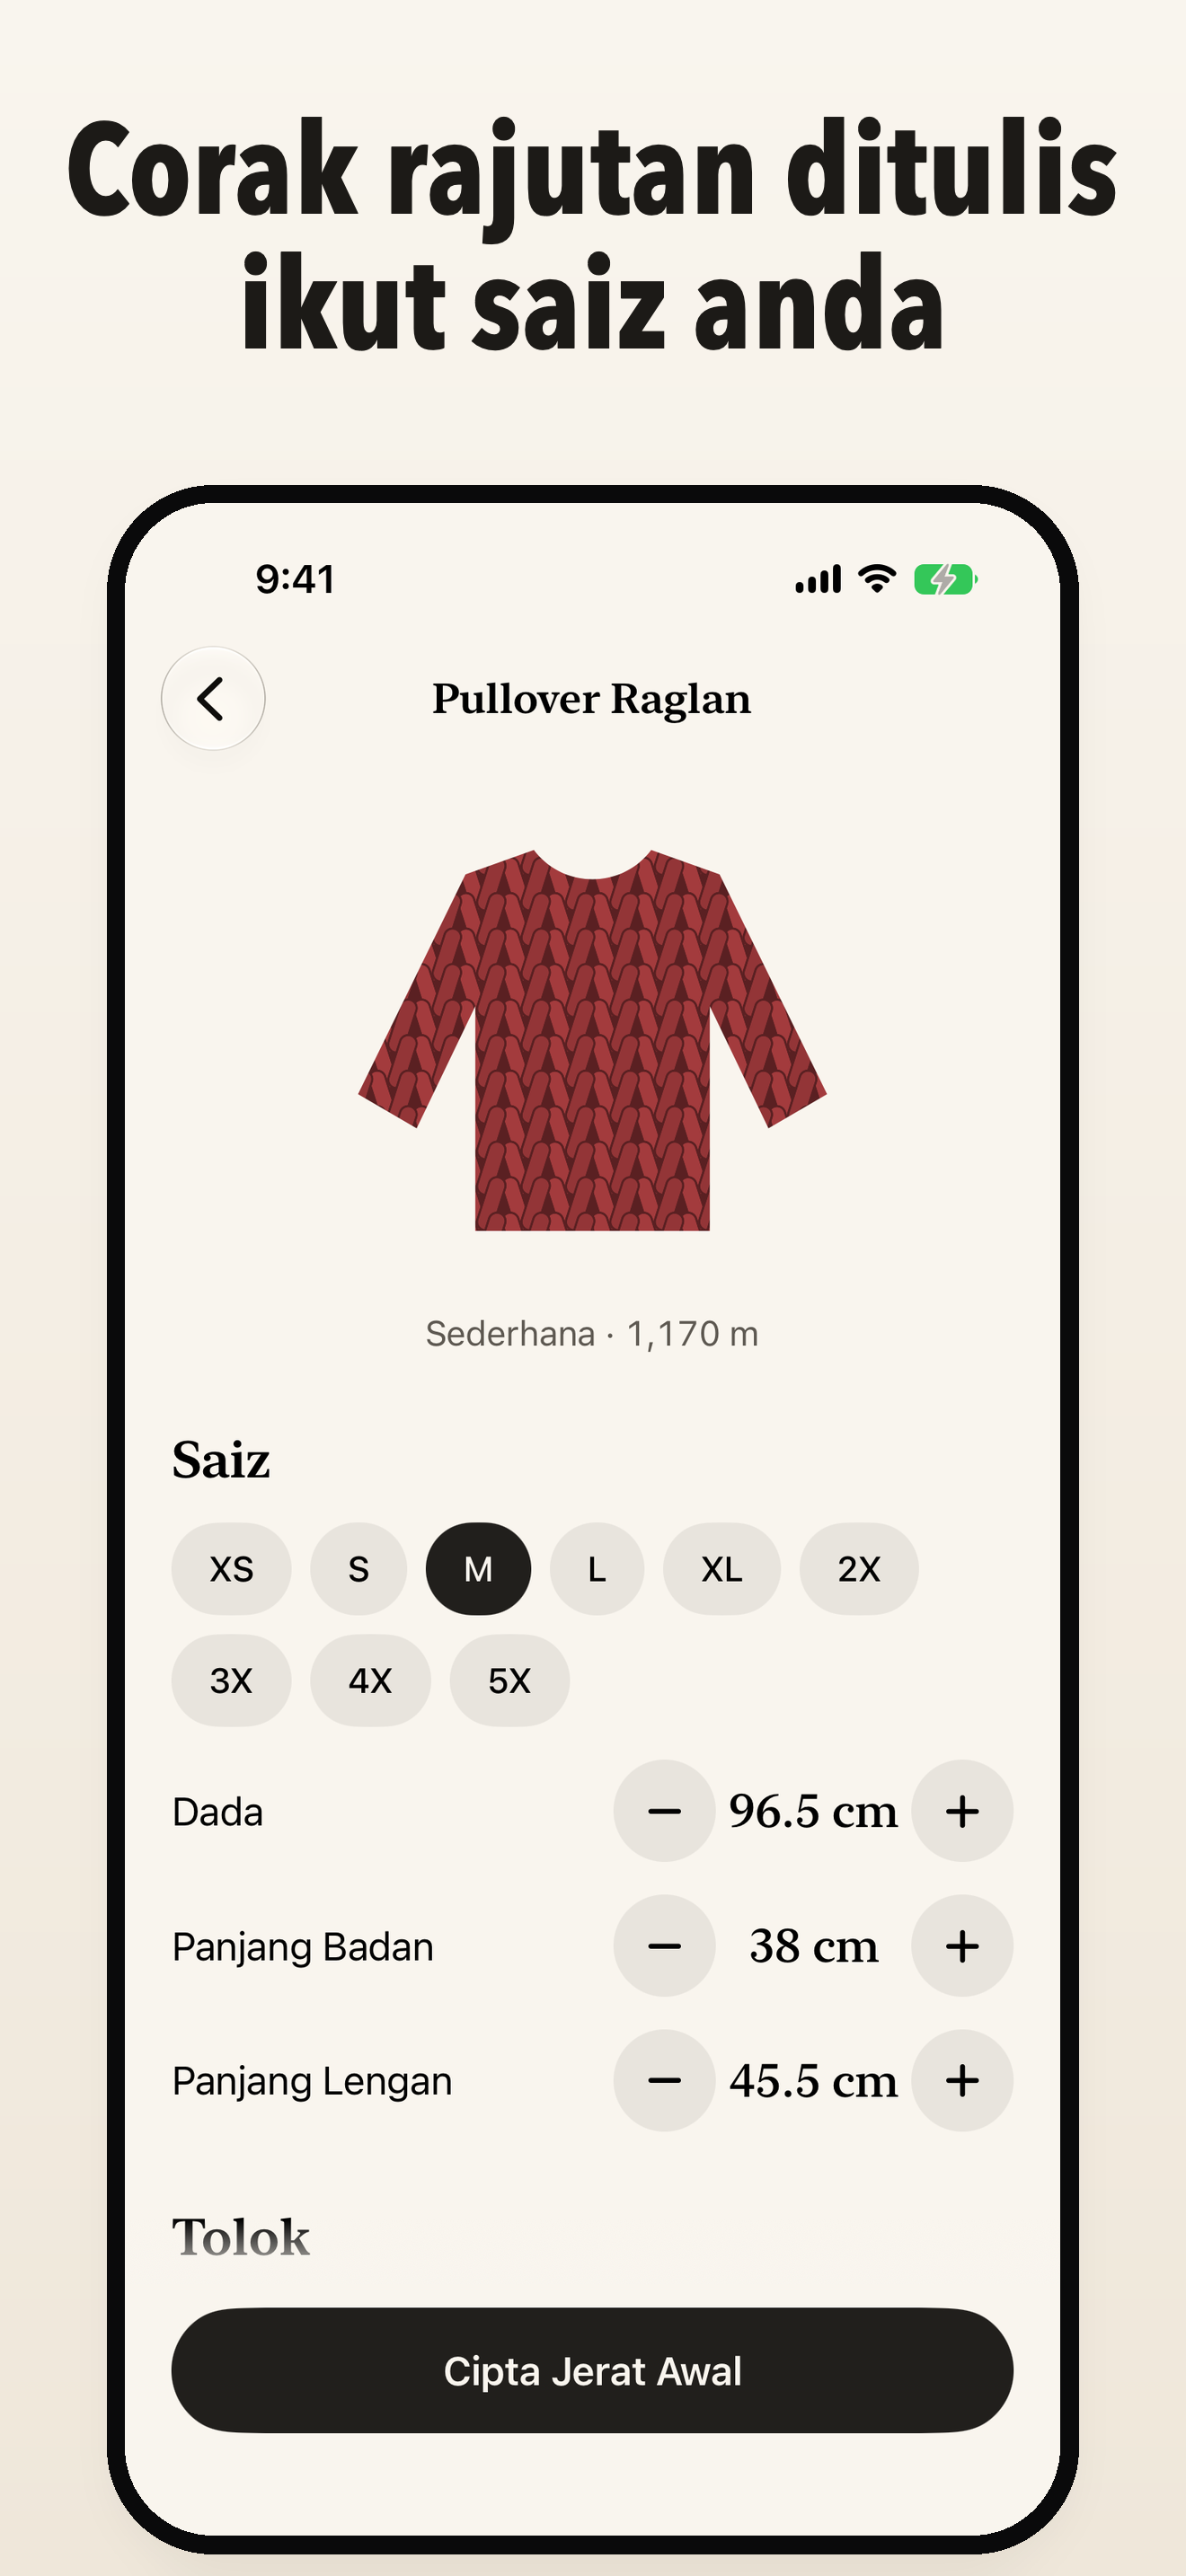 Corak rajutan ditulis
ikut saiz anda
9:41
Pullover Raglan
Sederhana · 1,170 m
Saiz
XS S M L XL 2X
3X 4X 5X
Dada − 96.5 cm +
Panjang Badan − 38 cm +
Panjang Lengan − 45.5 cm +
Tolok
Cipta Jerat Awal